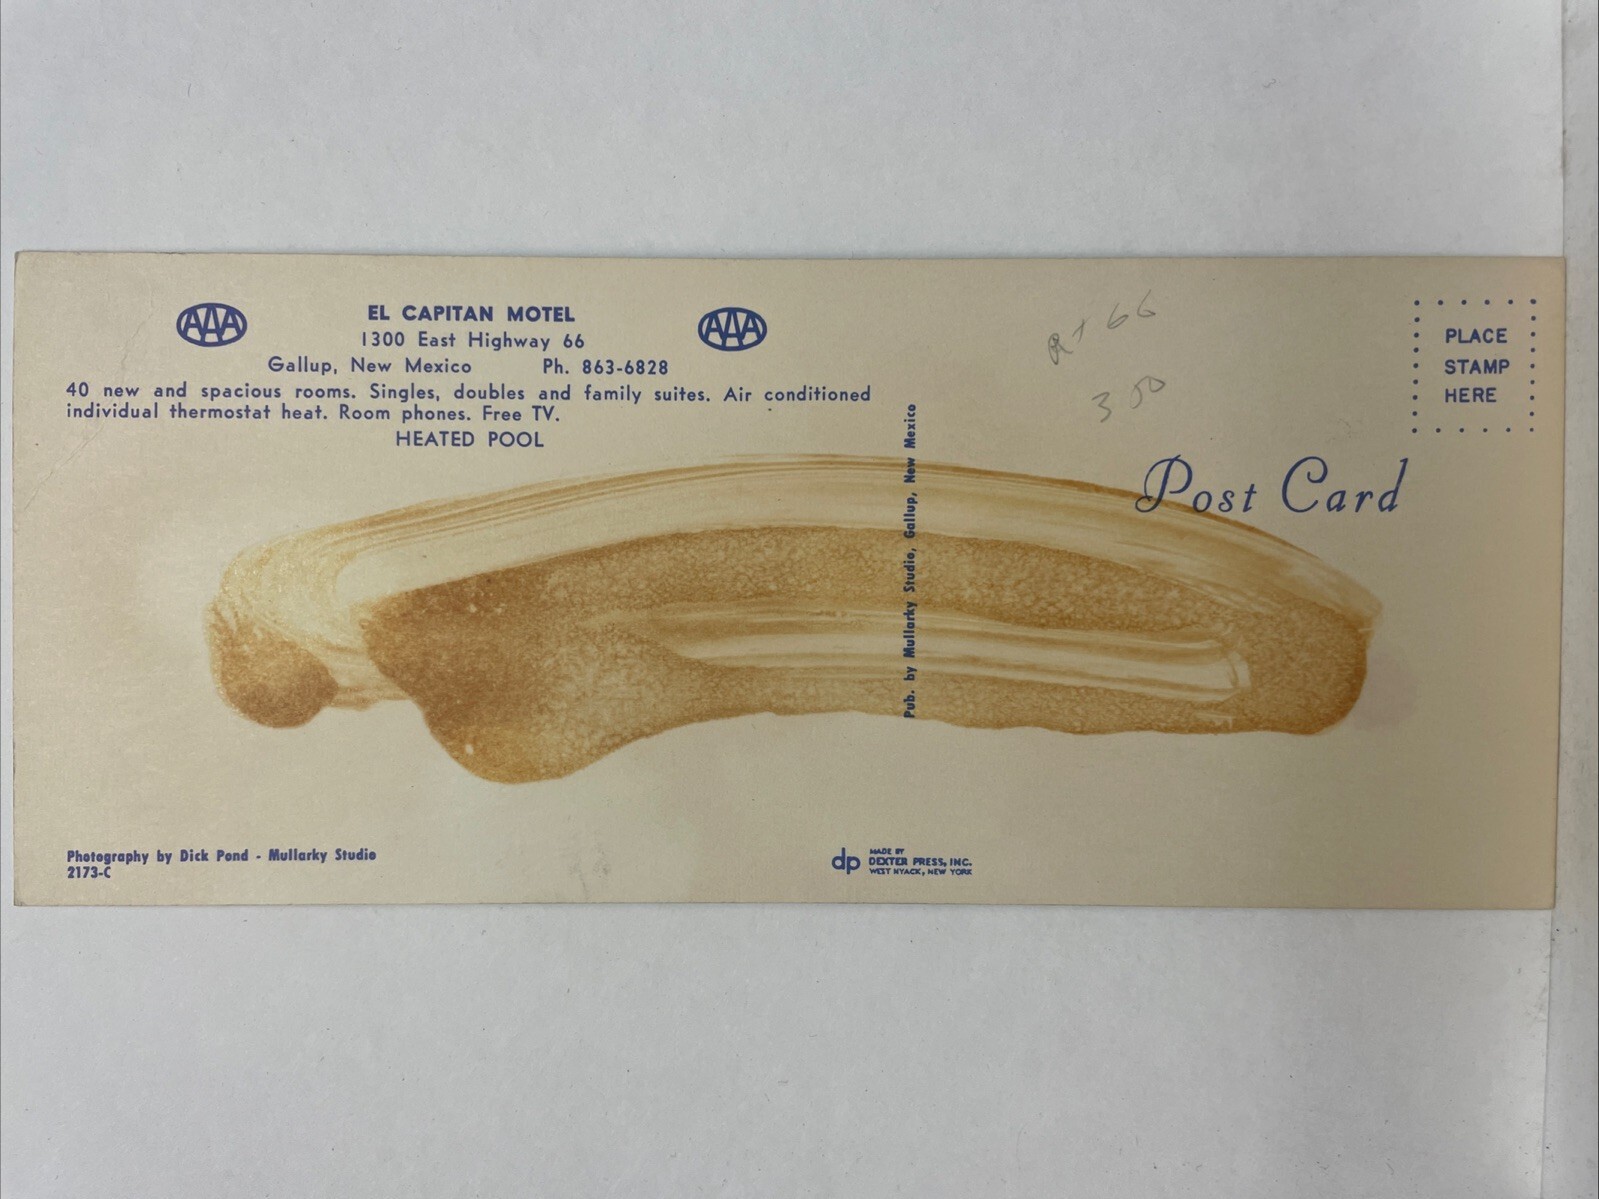 AAA
EL CAPITAN MOTEL
AAA
1300 East Highway 66
Gallup, New Mexico Ph. 863-6828
40 new and spacious rooms. Singles, doubles and family suites. Air conditioned
individual thermostat heat. Room phones. Free TV.
HEATED POOL
Rt 66
3 50
PLACE
STAMP
HERE
Post Card
Pub. by Mullarky Studio, Gallup, New Mexico
Photography by Dick Pond - Mullarky Studio
2173-C
dp
MADE BY
DEXTER PRESS, INC.
WEST NYACK, NEW YORK